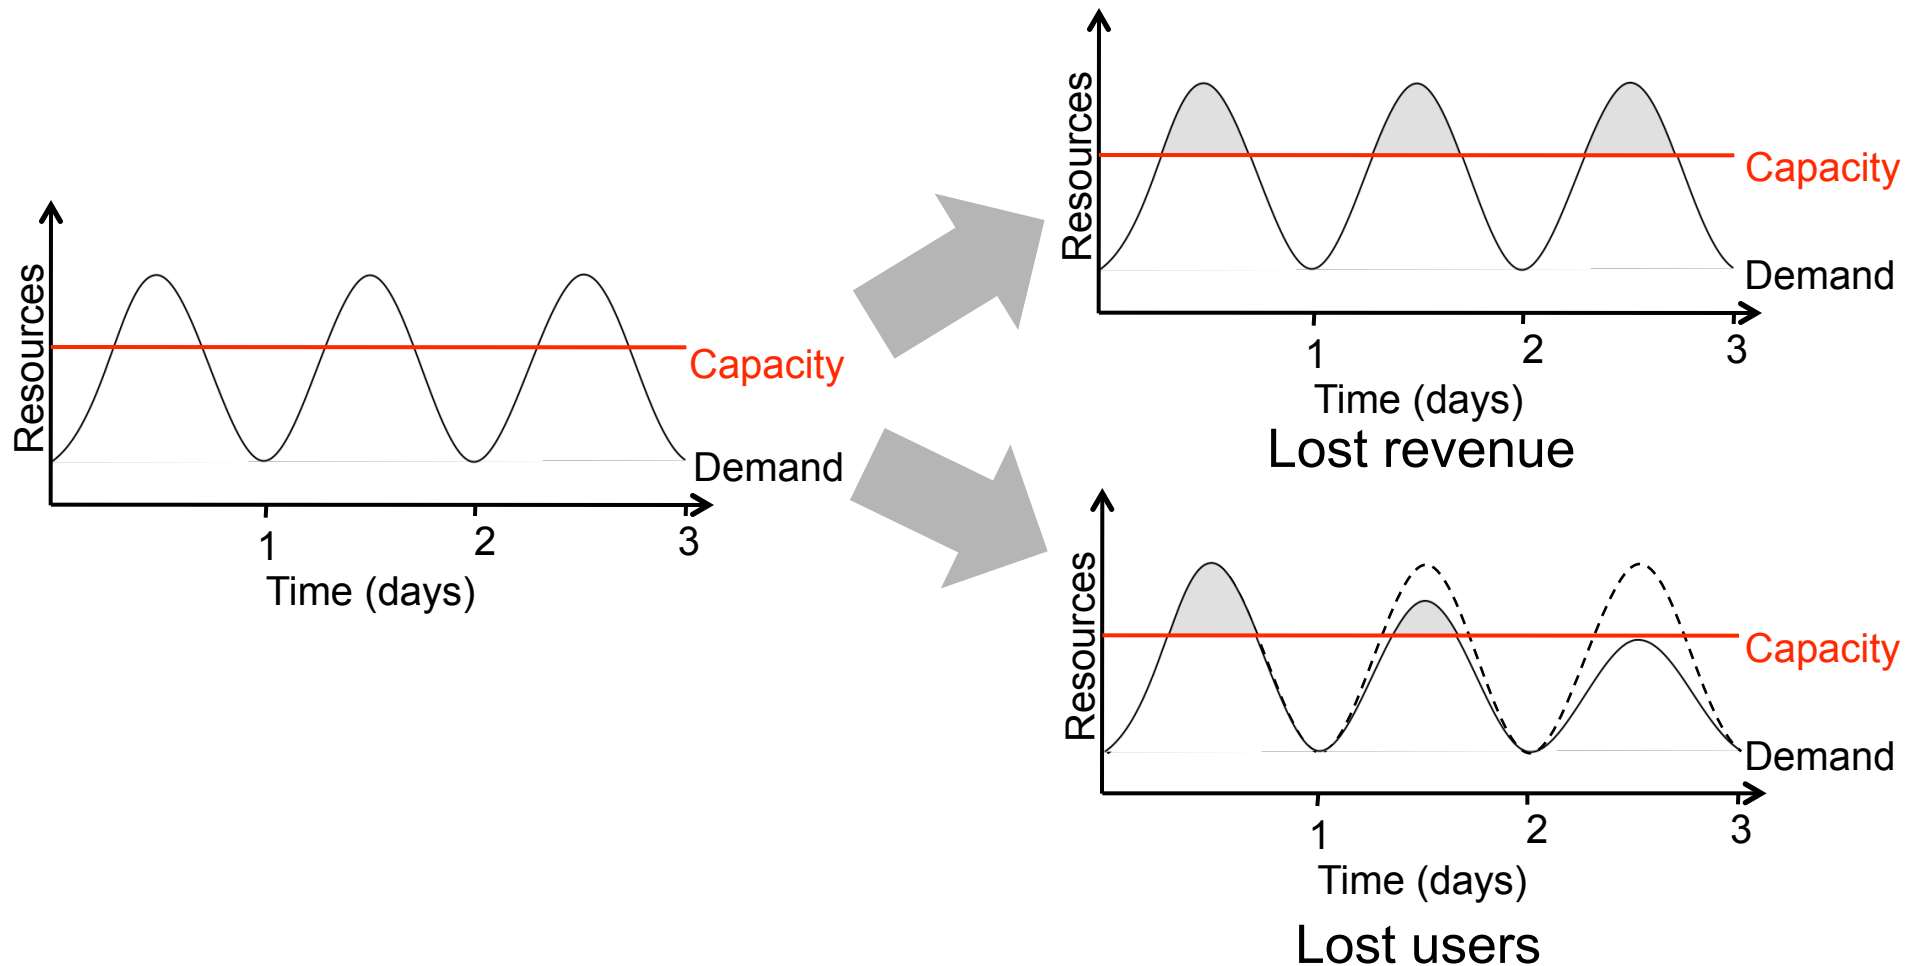 Resources
Capacity
Demand
1
2
3
Time (days)
Resources
Capacity
Demand
1
2
3
Time (days)
Lost revenue
Resources
Capacity
Demand
1
2
3
Time (days)
Lost users